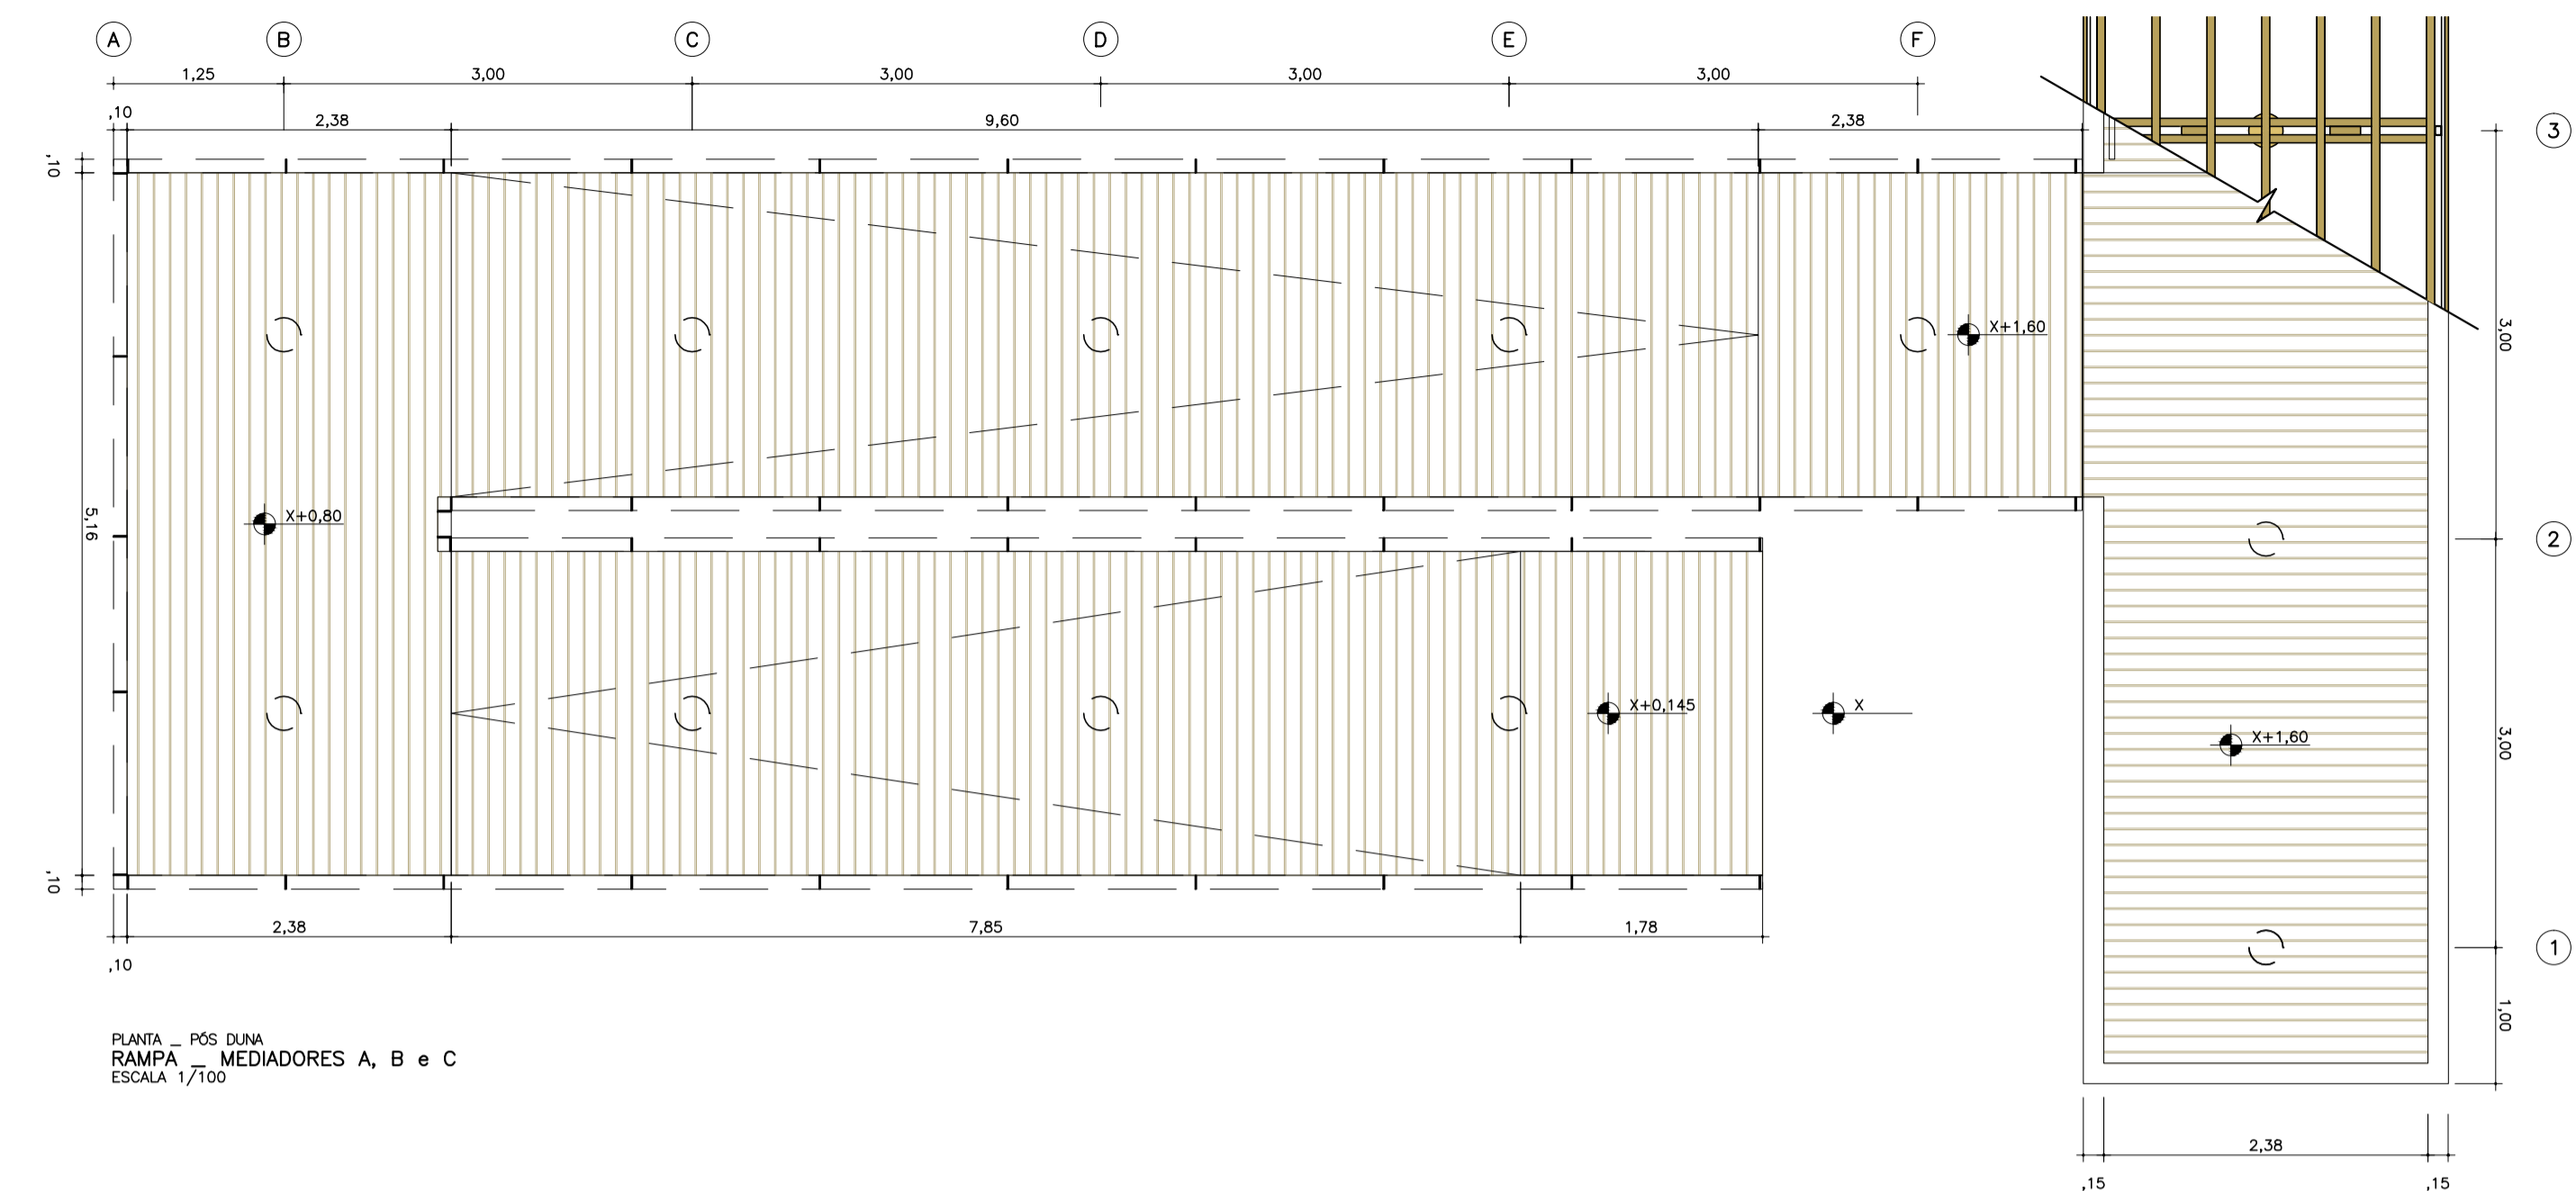 A B C D E F
1,25 3,00 3,00 3,00 3,00
,10 2,38 9,60 2,38
3
,10
X+1,60
3,00
X+0,80
5,16
2
X+0,145
X
X+1,60
3,00
,10
2,38 7,85 1,78
1
,10
1,00
PLANTA _ PÓS DUNA
RAMPA _ MEDIADORES A, B e C
ESCALA 1/100
2,38
,15 ,15